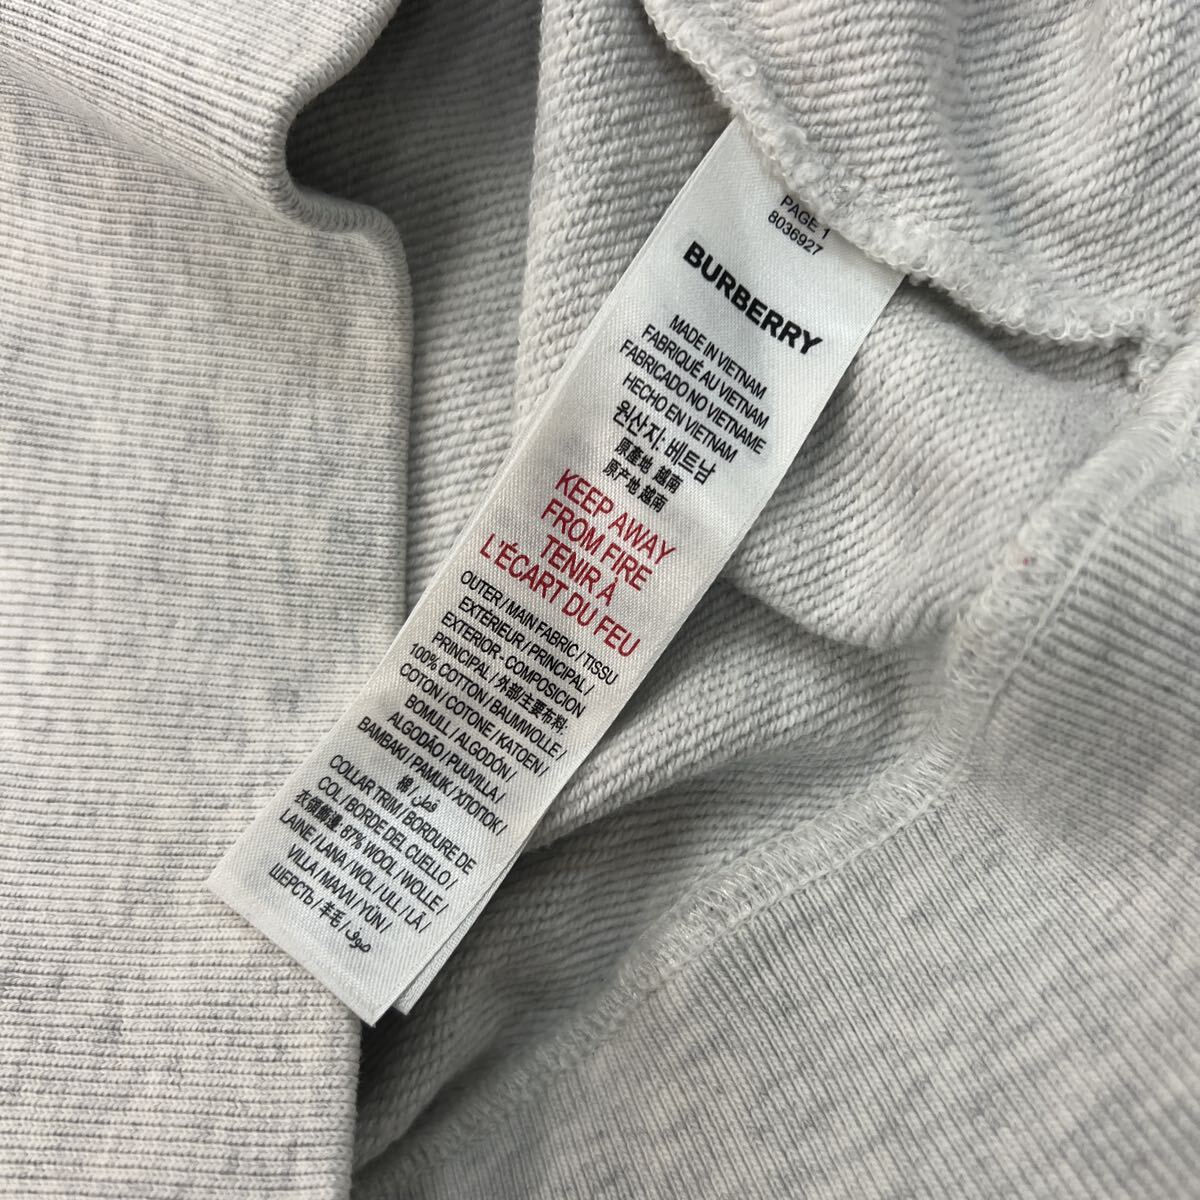 PAGE 1
8036927
BURBERRY
MADE IN VIETNAM
FABRIQUÉ AU VIETNAM
FABRICADO NO VIETNAME
HECHO EN VIETNAM
원산지: 베트남
原產地 越南
原产地 越南
KEEP AWAY
FROM FIRE
TENIR À
L'ÉCART DU FEU
OUTER / MAIN FABRIC / TISSU
EXTÉRIEUR / PRINCIPAL /
EXTERIOR - COMPOSICION
PRINCIPAL / 外部/主要布料:
100% COTTON / BAUMWOLLE /
COTON / COTONE / KATOEN /
BOMULL / ALGODÓN /
ALGODÃO / PUUVILLA /
BAMBAKI / PAMUK / ХЛОПОК /
棉 / قطن /
COLLAR TRIM / BORDURE DE
COL / BORDE DEL CUELLO /
衣領飾邊: 87% WOOL / WOLLE /
LAINE / LANA / WOL / ULL / LÃ /
VILLA / ΜΑΛΛΙ / YÜN /
ШЕРСТЬ / 羊毛 / صوف /